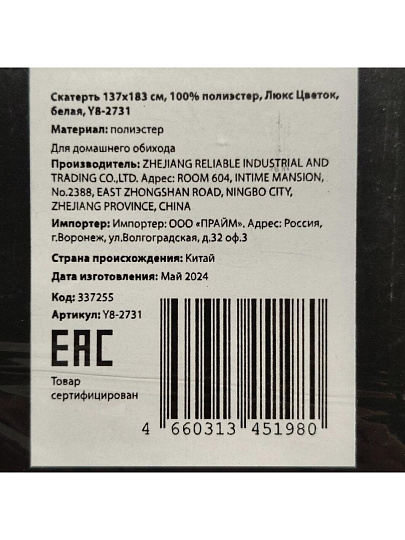 Скатерть 137х183 см, 100% полиэстер, Люкс Цветок,
белая, Y8-2731
Материал: полиэстер
Для домашнего обихода
Производитель: ZHEJIANG RELIABLE INDUSTRIAL AND
TRADING CO.,LTD. Адрес: ROOM 604, INTIME MANSION,
No.2388, EAST ZHONGSHAN ROAD, NINGBO CITY,
ZHEJIANG PROVINCE, CHINA
Импортер: Импортер: ООО «ПРАЙМ», Адрес: Россия,
г.Воронеж, ул.Волгоградская, д.32 оф.3
Страна происхождения: Китай
Дата изготовления: Май 2024
Код: 337255
Артикул: Y8-2731
EAC
Товар
сертифицирован
4 660313 451980